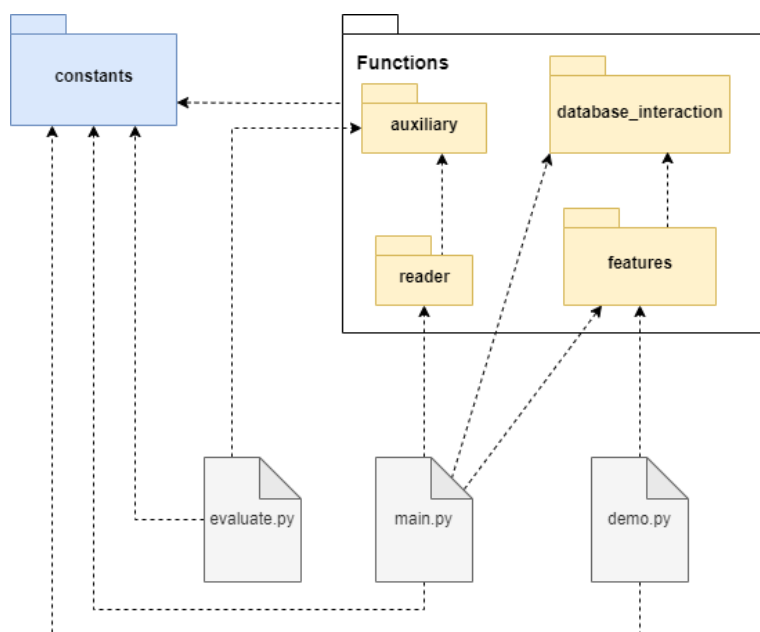 constants
Functions
auxiliary
database_interaction
reader
features
evaluate.py
main.py
demo.py